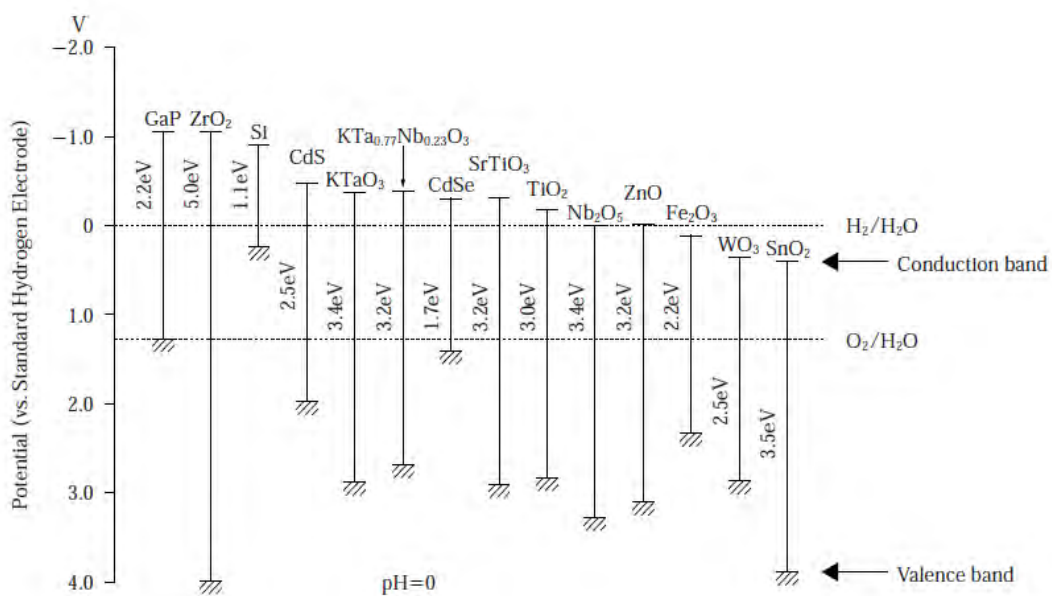 V
−2.0
−1.0
0
1.0
2.0
3.0
4.0
Potential (vs. Standard Hydrogen Electrode)
GaP
ZrO₂
Si
CdS
KTaO₃
KTa₀.₇₇Nb₀.₂₃O₃
CdSe
SrTiO₃
TiO₂
Nb₂O₅
ZnO
Fe₂O₃
WO₃
SnO₂
2.2eV
5.0eV
1.1eV
2.5eV
3.4eV
3.2eV
1.7eV
3.2eV
3.0eV
3.4eV
3.2eV
2.2eV
2.5eV
3.5eV
H₂/H₂O
Conduction band
O₂/H₂O
Valence band
pH=0